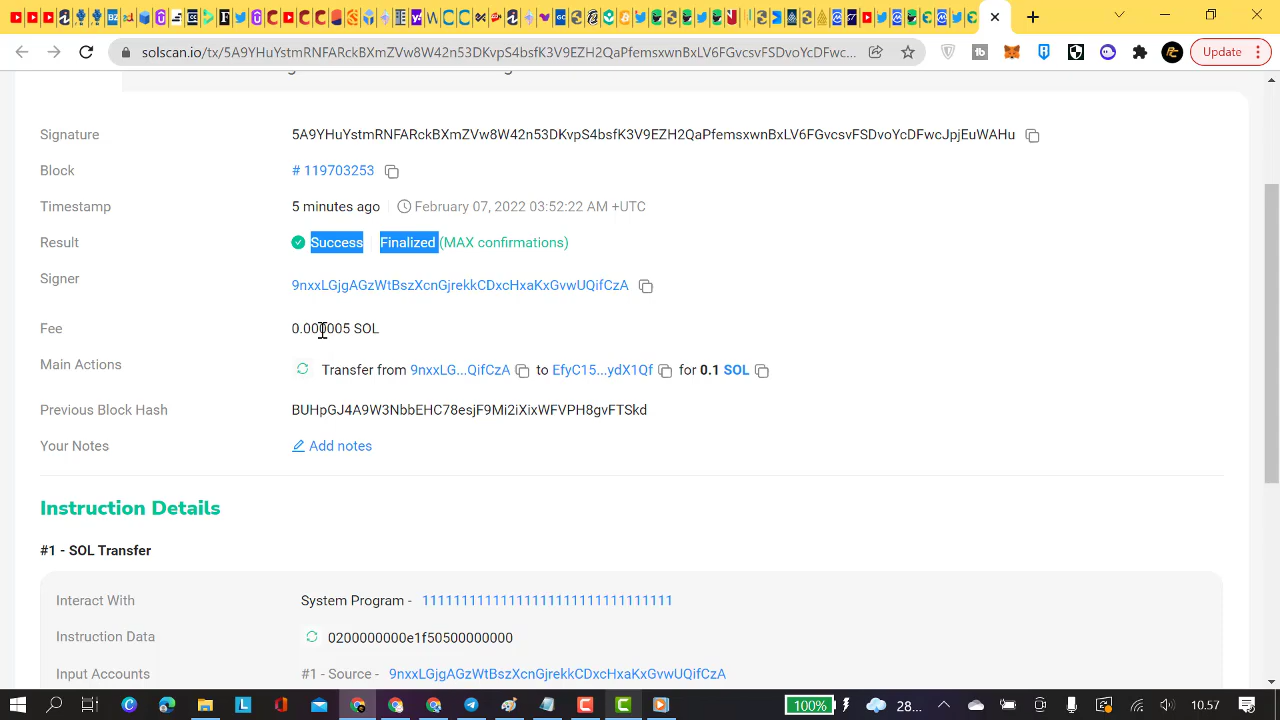 solscan.io/tx/5A9YHuYstmRNFARckBXmZVw8W42n53DKvpS4bsfK3V9EZH2QaPfemsxwnBxLV6FGvcsvFSDvoYcDFwc...
Update
Signature
5A9YHuYstmRNFARckBXmZVw8W42n53DKvpS4bsfK3V9EZH2QaPfemsxwnBxLV6FGvcsvFSDvoYcDFwcJpjEuWAHu
Block
# 119703253
Timestamp
5 minutes ago February 07, 2022 03:52:22 AM +UTC
Result
Success Finalized (MAX confirmations)
Signer
9nxxLGjgAGzWtBszXcnGjrekkCDxcHxaKxGvwUQifCzA
Fee
0.000005 SOL
Main Actions
Transfer from 9nxxLG...QifCzA to EfyC15...ydX1Qf for 0.1 SOL
Previous Block Hash
BUHpGJ4A9W3NbbEHC78esjF9Mi2iXixWFVPH8gvFTSkd
Your Notes
Add notes
Instruction Details
#1 - SOL Transfer
Interact With
System Program - 11111111111111111111111111111111
Instruction Data
0200000000e1f50500000000
Input Accounts
#1 - Source - 9nxxLGjgAGzWtBszXcnGjrekkCDxcHxaKxGvwUQifCzA
100%
28...
10.57